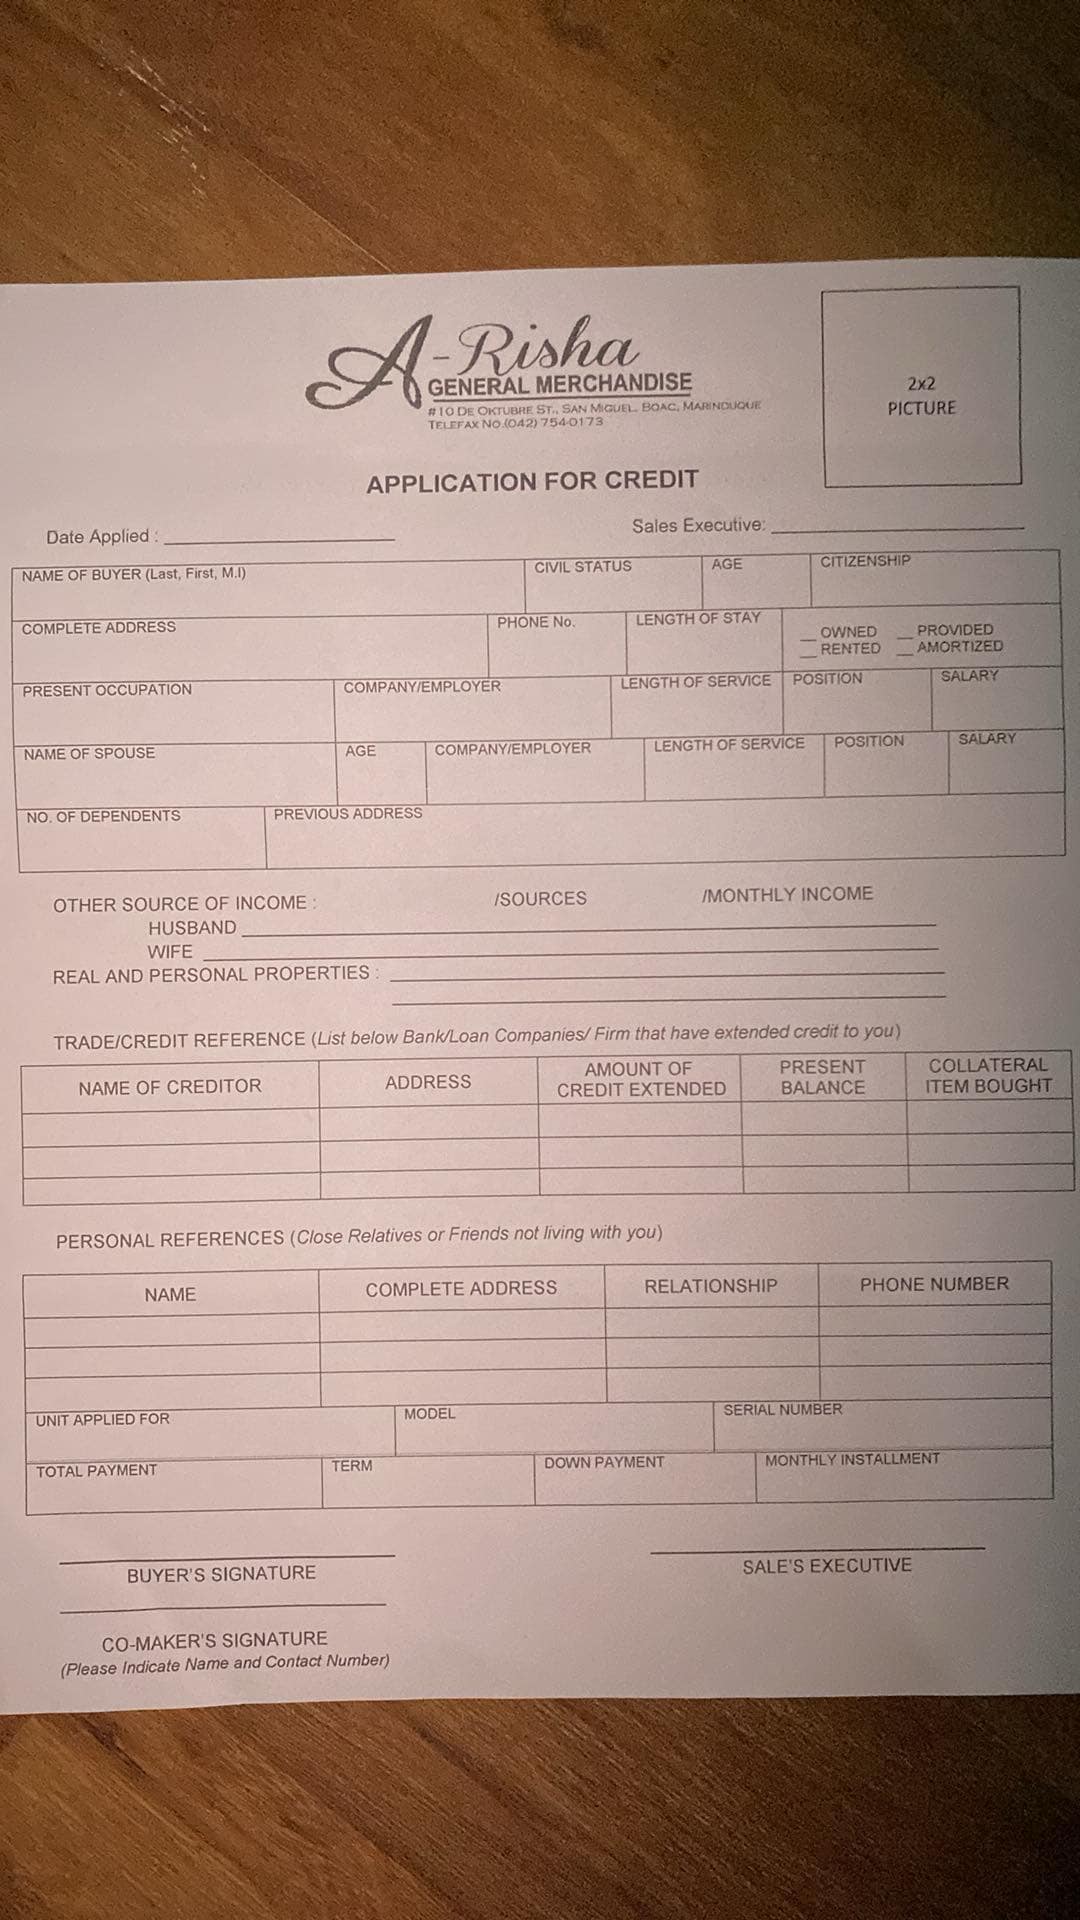 A-Risha
GENERAL MERCHANDISE
#10 DE OKTUBRE ST., SAN MIGUEL. BOAC, MARINDUQUE
TELEFAX NO.(042) 754-0173
2x2
PICTURE
APPLICATION FOR CREDIT
Date Applied : Sales Executive:
NAME OF BUYER (Last, First, M.I) CIVIL STATUS AGE CITIZENSHIP
COMPLETE ADDRESS PHONE No. LENGTH OF STAY
__ OWNED __ PROVIDED
__ RENTED __ AMORTIZED
PRESENT OCCUPATION COMPANY/EMPLOYER LENGTH OF SERVICE POSITION SALARY
NAME OF SPOUSE AGE COMPANY/EMPLOYER LENGTH OF SERVICE POSITION SALARY
NO. OF DEPENDENTS PREVIOUS ADDRESS
OTHER SOURCE OF INCOME : /SOURCES /MONTHLY INCOME
HUSBAND
WIFE
REAL AND PERSONAL PROPERTIES :
TRADE/CREDIT REFERENCE (List below Bank/Loan Companies/ Firm that have extended credit to you)
NAME OF CREDITOR ADDRESS AMOUNT OF CREDIT EXTENDED PRESENT BALANCE COLLATERAL ITEM BOUGHT
PERSONAL REFERENCES (Close Relatives or Friends not living with you)
NAME COMPLETE ADDRESS RELATIONSHIP PHONE NUMBER
UNIT APPLIED FOR MODEL SERIAL NUMBER
TOTAL PAYMENT TERM DOWN PAYMENT MONTHLY INSTALLMENT
BUYER'S SIGNATURE SALE'S EXECUTIVE
CO-MAKER'S SIGNATURE
(Please Indicate Name and Contact Number)